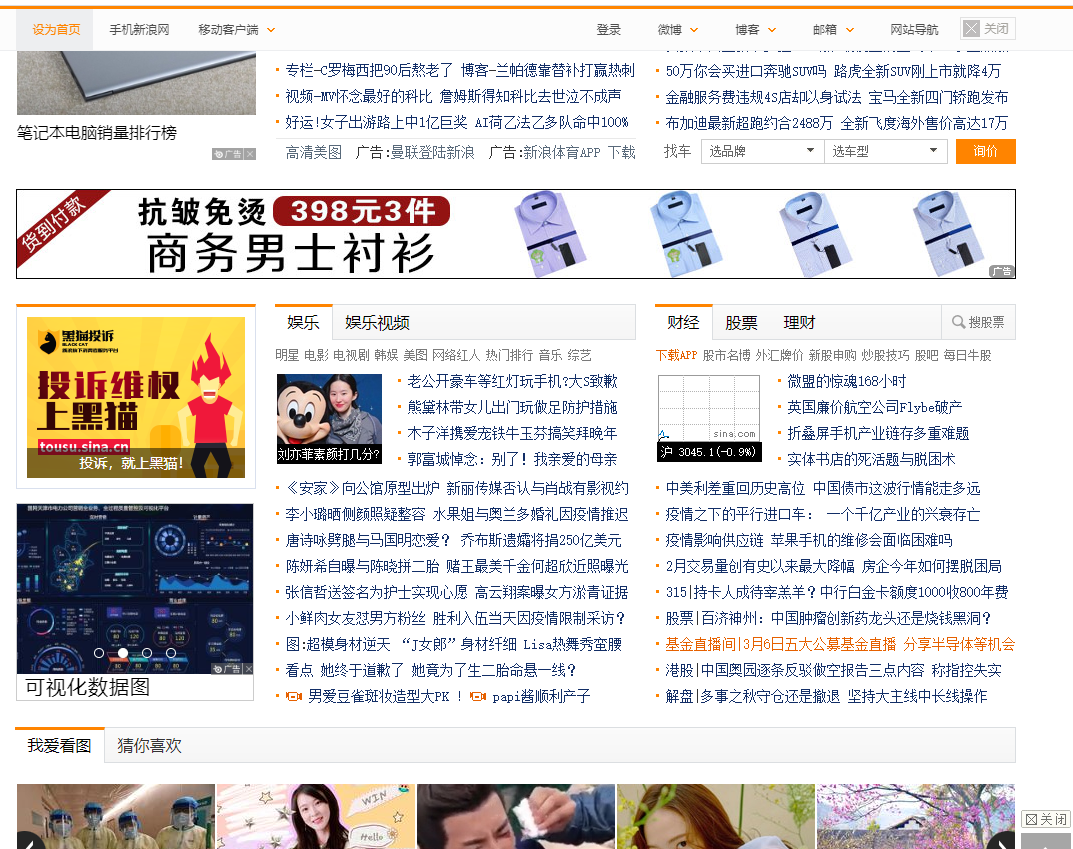 设为首页 手机新浪网 移动客户端 登录 微博 博客 邮箱 网站导航 关闭
笔记本电脑销量排行榜
广告
专栏-C罗梅西把90后熬老了 博客-兰帕德靠替补打赢热刺
视频-MV怀念最好的科比 詹姆斯得知科比去世泣不成声
好运!女子出游路上中1亿巨奖 AI荷乙法乙多队命中100%
高清美图 广告:曼联登陆新浪 广告:新浪体育APP 下载
50万你会买进口奔驰SUV吗 路虎全新SUV刚上市就降4万
金融服务费违规4S店却以身试法 宝马全新四门轿跑发布
布加迪最新超跑约合2488万 全新飞度海外售价高达17万
找车 选品牌 选车型 询价
货到付款
抗皱免烫 398元3件
商务男士衬衫
广告
黑猫投诉
BLACK CAT
投诉维权
上黑猫
tousu.sina.cn
投诉，就上黑猫!
可视化数据图
广告
娱乐 娱乐视频
明星 电影 电视剧 韩娱 美图 网络红人 热门排行 音乐 综艺
刘亦菲素颜打几分?
老公开豪车等红灯玩手机?大S致歉
熊黛林带女儿出门玩做足防护措施
木子洋携爱宠铁牛玉芬搞笑拜晚年
郭富城悼念：别了！我亲爱的母亲
《安家》向公馆原型出炉 新丽传媒否认与肖战有影视约
李小璐晒侧颜照疑整容 水果姐与奥兰多婚礼因疫情推迟
唐诗咏劈腿与马国明恋爱? 乔布斯遗孀将捐250亿美元
陈妍希自曝与陈晓拼二胎 赌王最美千金何超欣近照曝光
张信哲送签名为护士实现心愿 高云翔案曝女方淤青证据
小鲜肉女友怼男方粉丝 胜利入伍当天因疫情限制采访?
图:超模身材逆天 “J女郎”身材纤细 Lisa热舞秀蛮腰
看点 她终于道歉了 她竟为了生二胎命悬一线?
男爱豆雀斑妆造型大PK ! papi酱顺利产子
财经 股票 理财 搜股票
下载APP 股市名博 外汇牌价 新股申购 炒股技巧 股吧 每日牛股
sina.com
沪 3045.1(-0.9%)
微盟的惊魂168小时
英国廉价航空公司Flybe破产
折叠屏手机产业链存多重难题
实体书店的死活题与脱困术
中美利差重回历史高位 中国债市这波行情能走多远
疫情之下的平行进口车： 一个千亿产业的兴衰存亡
疫情影响供应链 苹果手机的维修会面临困难吗
2月交易量创有史以来最大降幅 房企今年如何摆脱困局
315|持卡人成待宰羔羊？中行白金卡额度1000收800年费
股票|百济神州：中国肿瘤创新药龙头还是烧钱黑洞?
基金直播间|3月6日五大公募基金直播 分享半导体等机会
港股|中国奥园逐条反驳做空报告三点内容 称指控失实
解盘|多事之秋守仓还是撤退 坚持大主线中长线操作
我爱看图 猜你喜欢
WIN
Hello
关闭